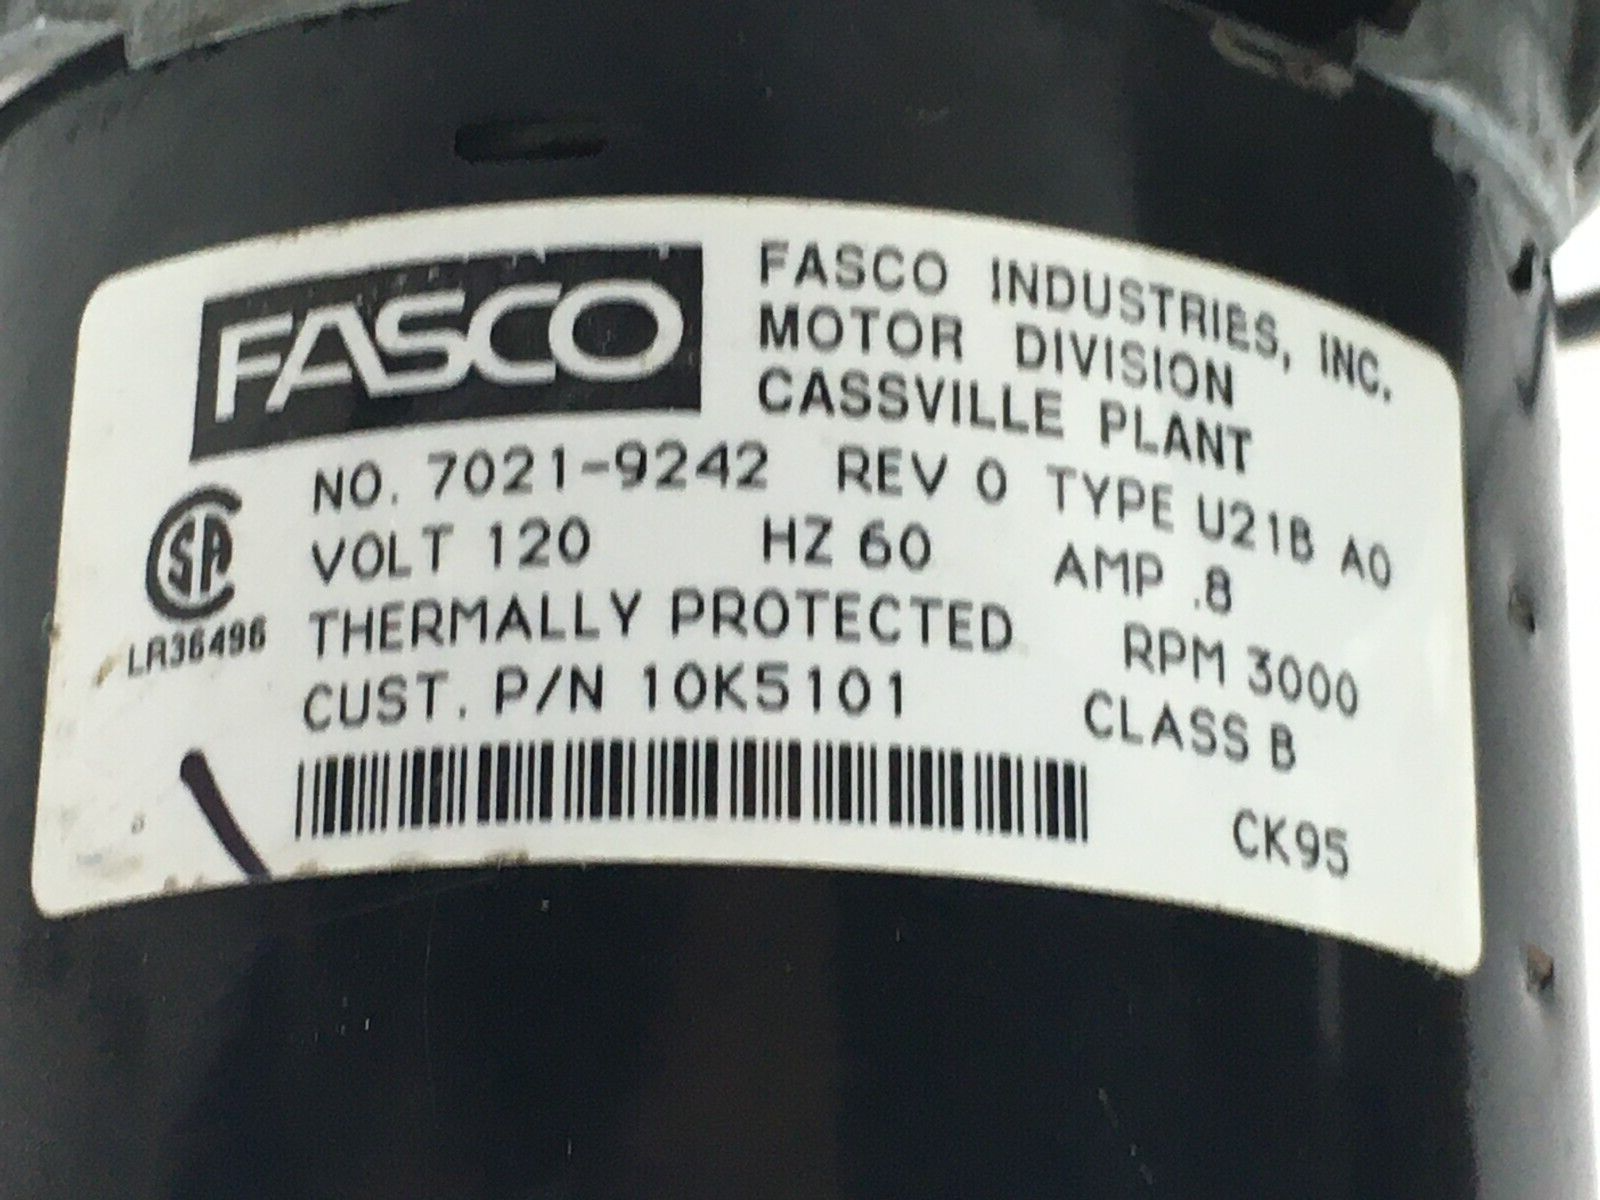 FASCO
FASCO INDUSTRIES, INC.
MOTOR DIVISION
CASSVILLE PLANT
NO. 7021-9242 REV 0 TYPE U21B A0
VOLT 120 HZ 60 AMP .8
THERMALLY PROTECTED RPM 3000
CUST. P/N 10K5101 CLASS B
SA
LR36496
CK95